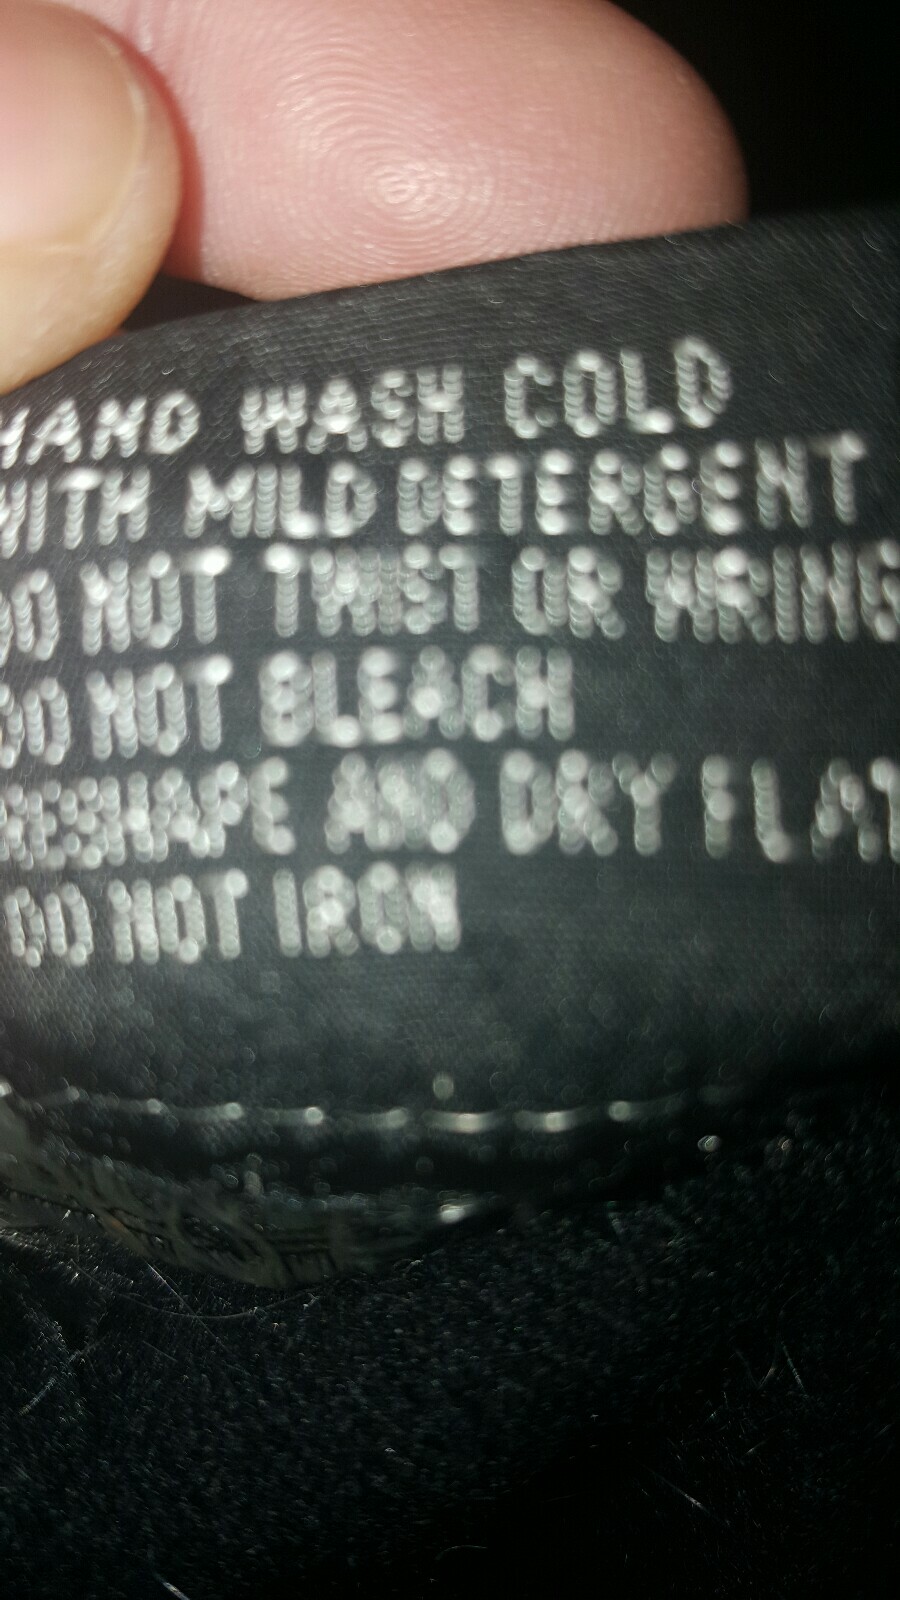 HAND WASH COLD
WITH MILD DETERGENT
DO NOT TWIST OR WRING
DO NOT BLEACH
RESHAPE AND DRY FLAT
DO NOT IRON